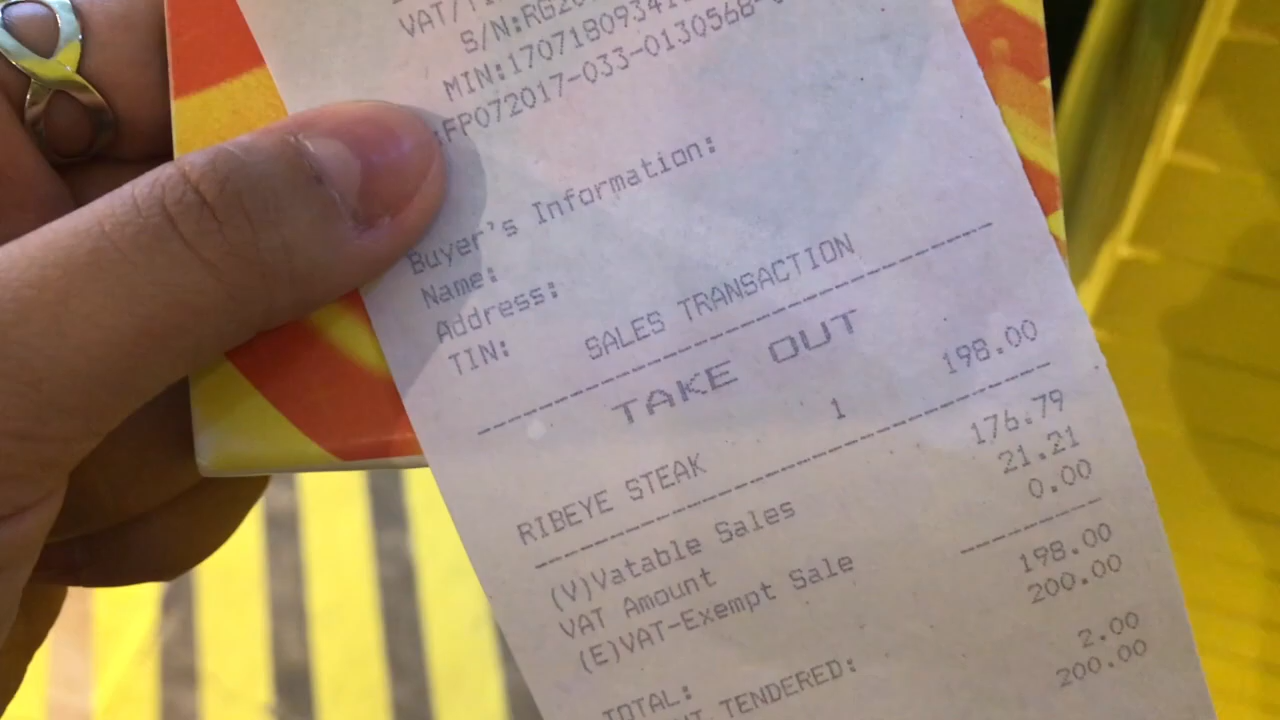 S/N:
MIN:
:FP072017-033-0130568-
Buyer's Information:
Name:
Address:
TIN:
SALES TRANSACTION
TAKE OUT
RIBEYE STEAK 1 198.00
(V)Vatable Sales 176.79
VAT Amount 21.21
(E)VAT-Exempt Sale 0.00
TOTAL: 198.00
TENDERED: 200.00
2.00
200.00